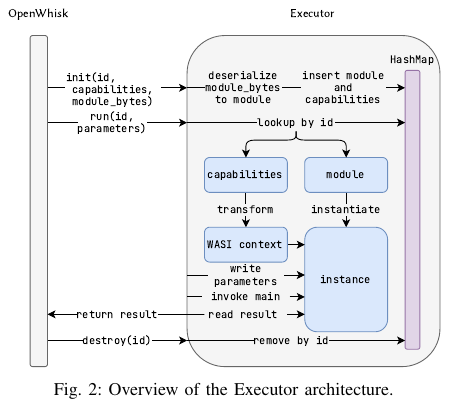 OpenWhisk
Executor
HashMap
init(id,
capabilities,
module_bytes)
deserialize
module_bytes
to module
insert module
and
capabilities
run(id,
parameters)
lookup by id
capabilities
module
transform
instantiate
WASI context
instance
write
parameters
invoke main
return result
read result
destroy(id)
remove by id
Fig. 2: Overview of the Executor architecture.